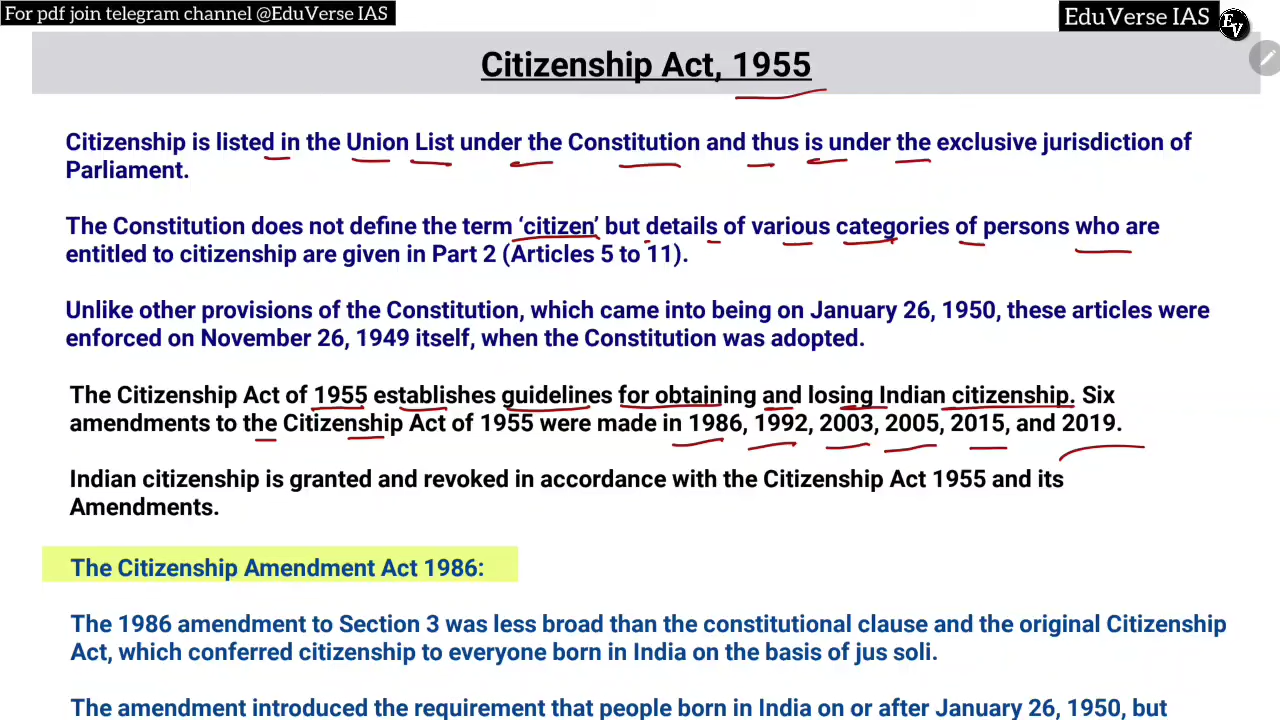 For pdf join telegram channel @EduVerse IAS
EduVerse IAS
EV
Citizenship Act, 1955
Citizenship is listed in the Union List under the Constitution and thus is under the exclusive jurisdiction of
Parliament.
The Constitution does not define the term ‘citizen’ but details of various categories of persons who are
entitled to citizenship are given in Part 2 (Articles 5 to 11).
Unlike other provisions of the Constitution, which came into being on January 26, 1950, these articles were
enforced on November 26, 1949 itself, when the Constitution was adopted.
The Citizenship Act of 1955 establishes guidelines for obtaining and losing Indian citizenship. Six
amendments to the Citizenship Act of 1955 were made in 1986, 1992, 2003, 2005, 2015, and 2019.
Indian citizenship is granted and revoked in accordance with the Citizenship Act 1955 and its
Amendments.
The Citizenship Amendment Act 1986:
The 1986 amendment to Section 3 was less broad than the constitutional clause and the original Citizenship
Act, which conferred citizenship to everyone born in India on the basis of jus soli.
The amendment introduced the requirement that people born in India on or after January 26, 1950, but